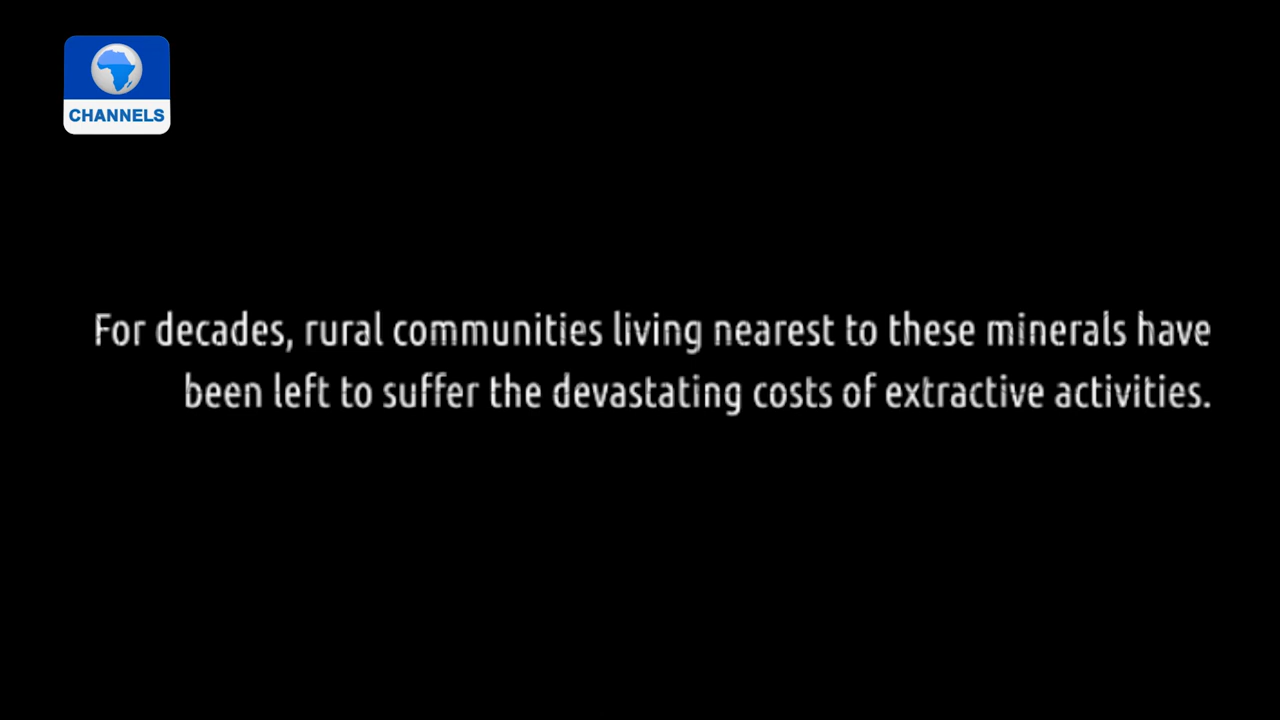 CHANNELS
For decades, rural communities living nearest to these minerals have
been left to suffer the devastating costs of extractive activities.